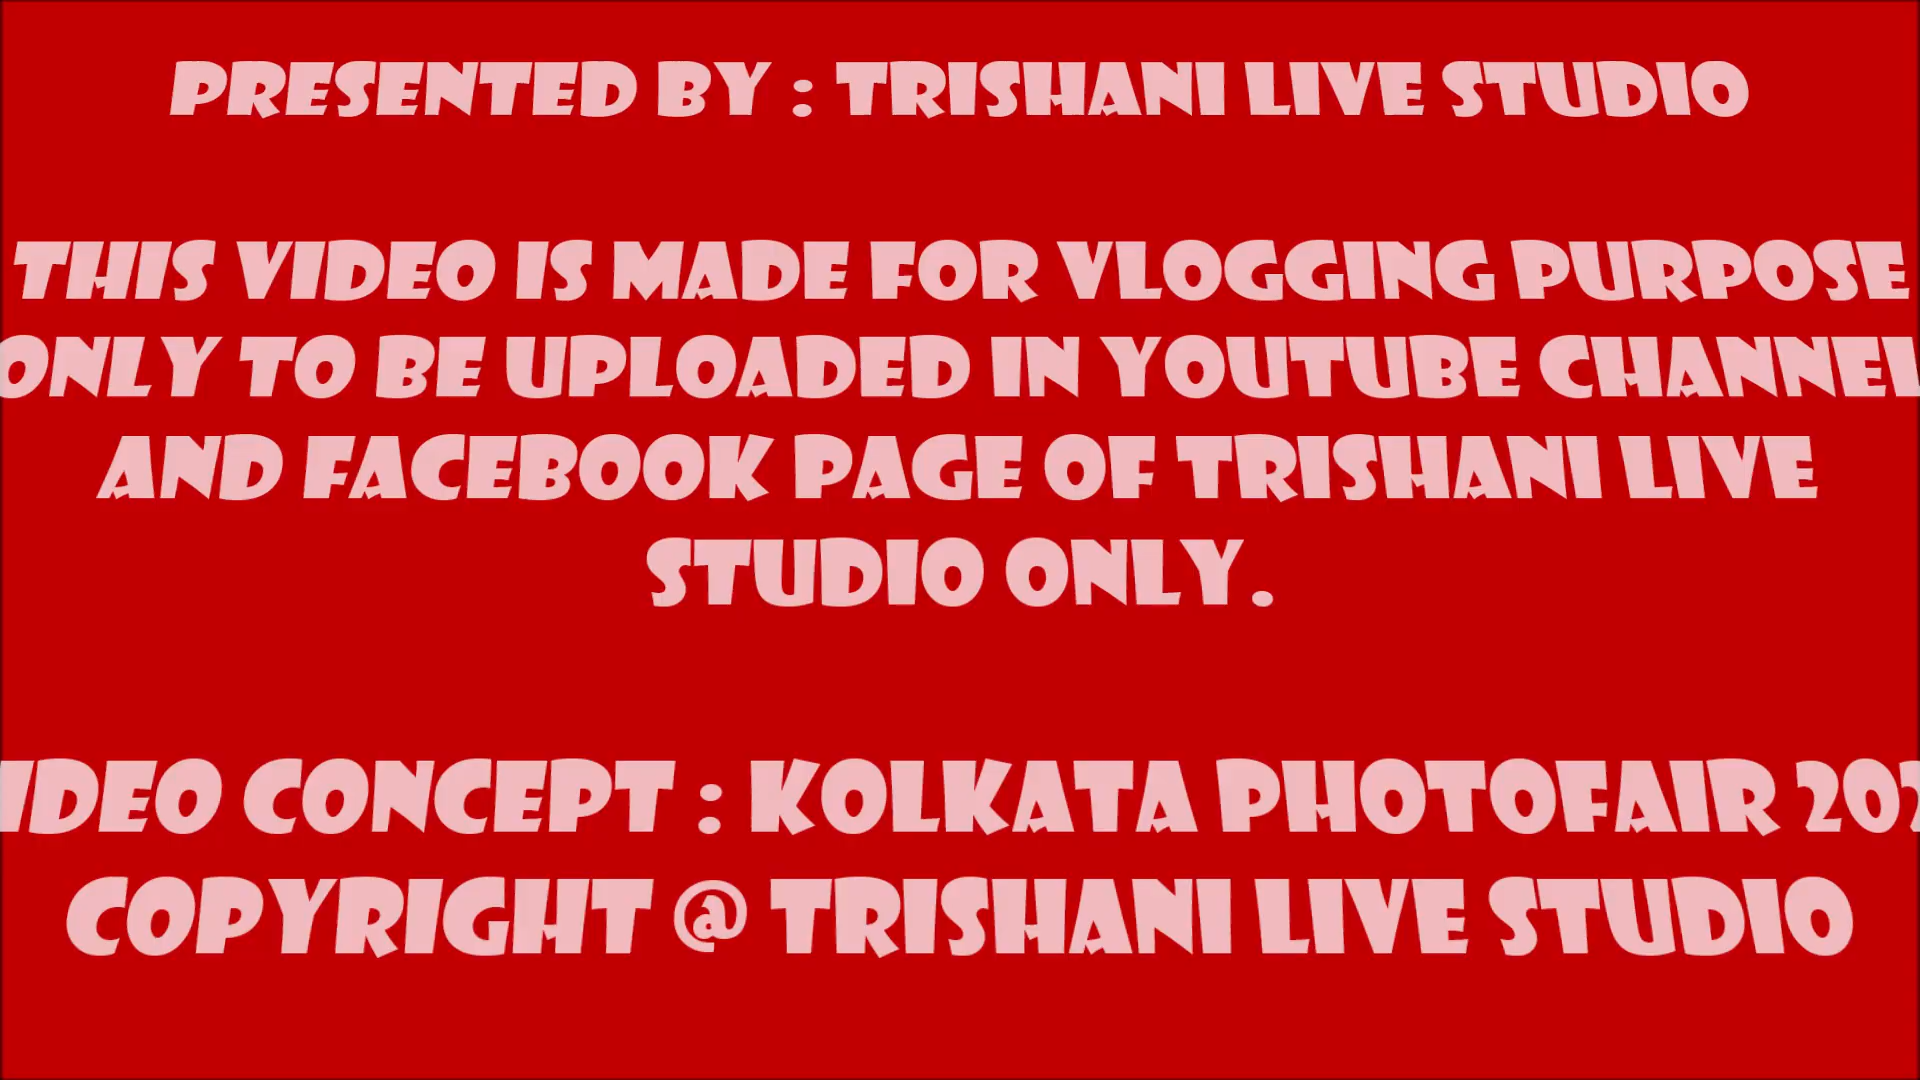 PRESENTED BY : TRISHANI LIVE STUDIO
THIS VIDEO IS MADE FOR VLOGGING PURPOSE
ONLY TO BE UPLOADED IN YOUTUBE CHANNEL
AND FACEBOOK PAGE OF TRISHANI LIVE
STUDIO ONLY.
CONCEPT : KOLKATA PHOTOFAIR
COPYRIGHT @ TRISHANI LIVE STUDIO